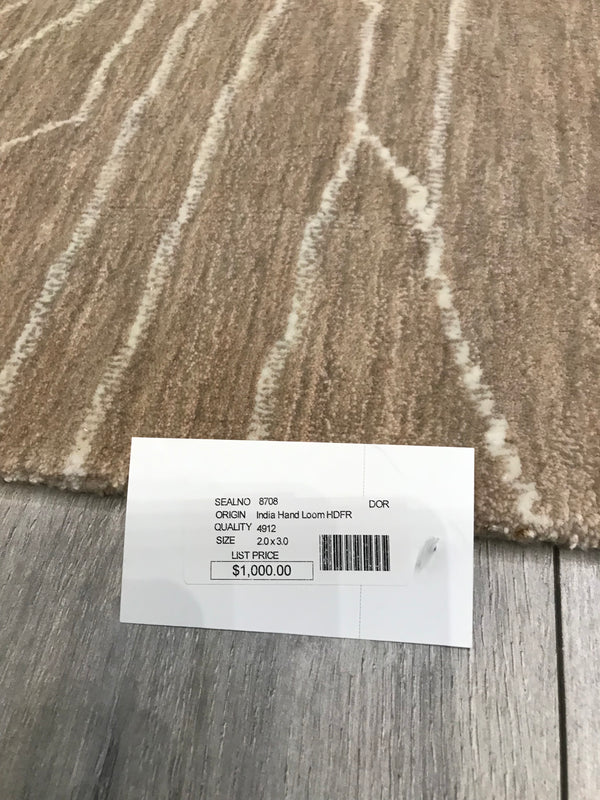 SEALNO 8708 DOR
ORIGIN India Hand Loom HDFR
QUALITY 4912
SIZE 2.0 x 3.0
LIST PRICE
$1,000.00